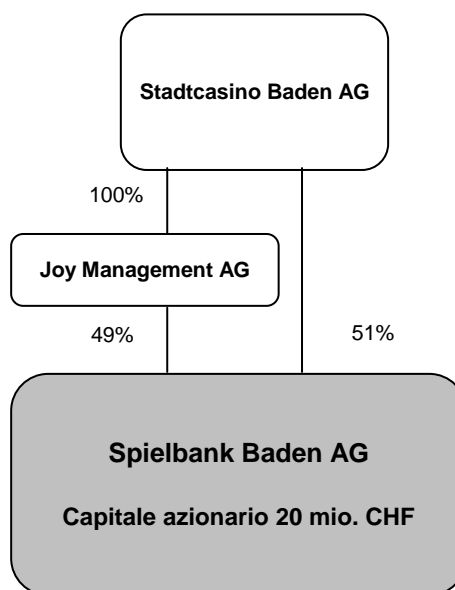 Stadtcasino Baden AG
100%
Joy Management AG
49%
51%
Spielbank Baden AG
Capitale azionario 20 mio. CHF